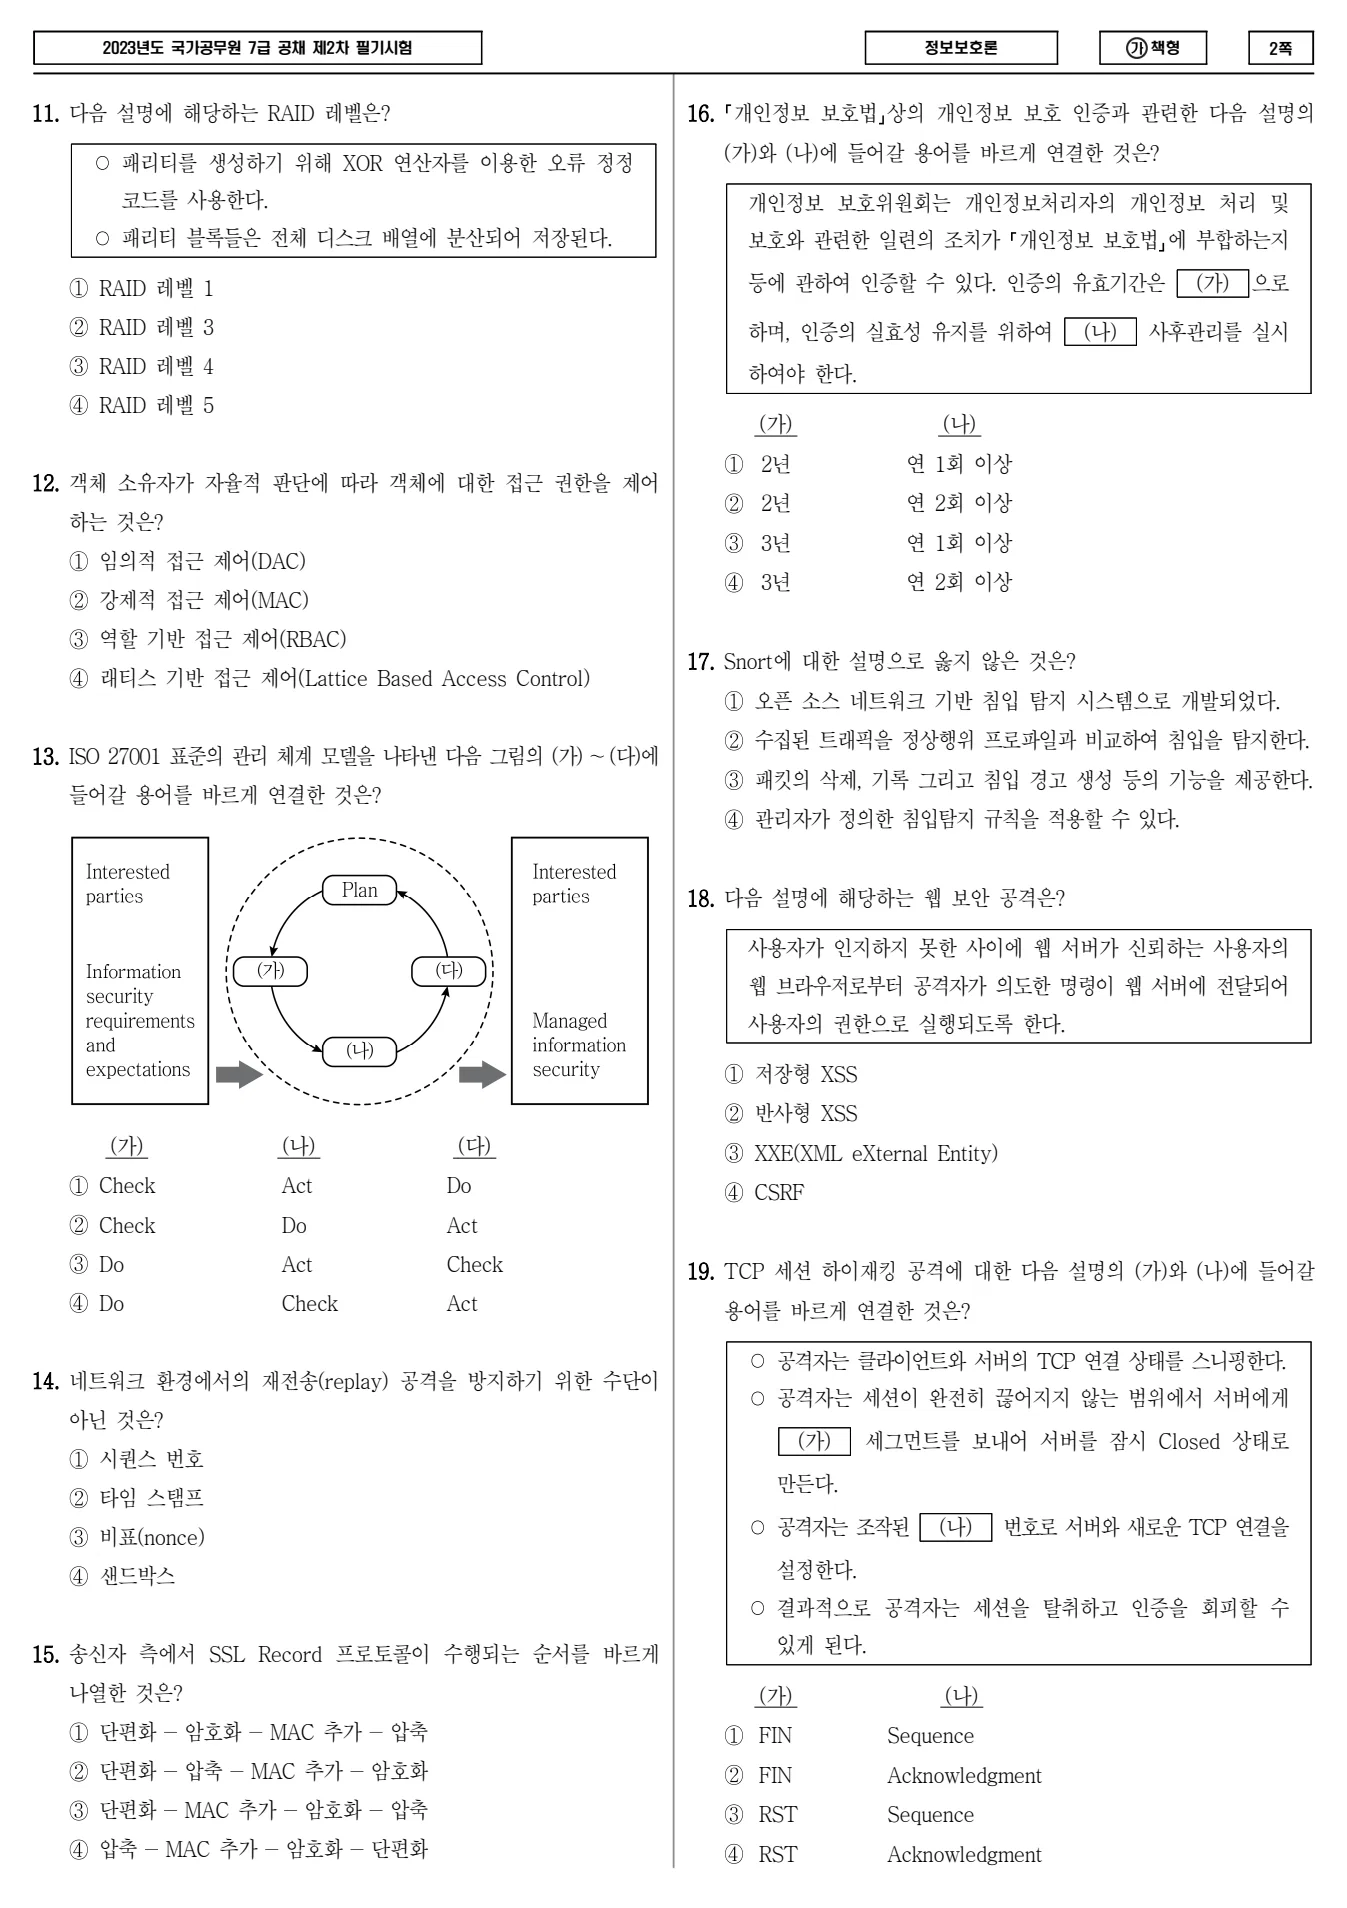 2023년도 국가공무원 7급 공채 제2차 필기시험
정보보호론
㉮책형
2쪽
11. 다음 설명에 해당하는 RAID 레벨은?
○ 패리티를 생성하기 위해 XOR 연산자를 이용한 오류 정정
코드를 사용한다.
○ 패리티 블록들은 전체 디스크 배열에 분산되어 저장된다.
① RAID 레벨 1
② RAID 레벨 3
③ RAID 레벨 4
④ RAID 레벨 5
12. 객체 소유자가 자율적 판단에 따라 객체에 대한 접근 권한을 제어
하는 것은?
① 임의적 접근 제어(DAC)
② 강제적 접근 제어(MAC)
③ 역할 기반 접근 제어(RBAC)
④ 래티스 기반 접근 제어(Lattice Based Access Control)
13. ISO 27001 표준의 관리 체계 모델을 나타낸 다음 그림의 (가) ~ (다)에
들어갈 용어를 바르게 연결한 것은?
Interested
parties
Information
security
requirements
and
expectations
Plan
(가)
(다)
(나)
Interested
parties
Managed
information
security
(가) (나) (다)
① Check Act Do
② Check Do Act
③ Do Act Check
④ Do Check Act
14. 네트워크 환경에서의 재전송(replay) 공격을 방지하기 위한 수단이
아닌 것은?
① 시퀀스 번호
② 타임 스탬프
③ 비표(nonce)
④ 샌드박스
15. 송신자 측에서 SSL Record 프로토콜이 수행되는 순서를 바르게
나열한 것은?
① 단편화 – 암호화 – MAC 추가 – 압축
② 단편화 – 압축 – MAC 추가 – 암호화
③ 단편화 – MAC 추가 – 암호화 – 압축
④ 압축 – MAC 추가 – 암호화 – 단편화
16. 「개인정보 보호법」상의 개인정보 보호 인증과 관련한 다음 설명의
(가)와 (나)에 들어갈 용어를 바르게 연결한 것은?
개인정보 보호위원회는 개인정보처리자의 개인정보 처리 및
보호와 관련한 일련의 조치가 「개인정보 보호법」에 부합하는지
등에 관하여 인증할 수 있다. 인증의 유효기간은 (가) 으로
하며, 인증의 실효성 유지를 위하여 (나) 사후관리를 실시
하여야 한다.
(가) (나)
① 2년 연 1회 이상
② 2년 연 2회 이상
③ 3년 연 1회 이상
④ 3년 연 2회 이상
17. Snort에 대한 설명으로 옳지 않은 것은?
① 오픈 소스 네트워크 기반 침입 탐지 시스템으로 개발되었다.
② 수집된 트래픽을 정상행위 프로파일과 비교하여 침입을 탐지한다.
③ 패킷의 삭제, 기록 그리고 침입 경고 생성 등의 기능을 제공한다.
④ 관리자가 정의한 침입탐지 규칙을 적용할 수 있다.
18. 다음 설명에 해당하는 웹 보안 공격은?
사용자가 인지하지 못한 사이에 웹 서버가 신뢰하는 사용자의
웹 브라우저로부터 공격자가 의도한 명령이 웹 서버에 전달되어
사용자의 권한으로 실행되도록 한다.
① 저장형 XSS
② 반사형 XSS
③ XXE(XML eXternal Entity)
④ CSRF
19. TCP 세션 하이재킹 공격에 대한 다음 설명의 (가)와 (나)에 들어갈
용어를 바르게 연결한 것은?
○ 공격자는 클라이언트와 서버의 TCP 연결 상태를 스니핑한다.
○ 공격자는 세션이 완전히 끊어지지 않는 범위에서 서버에게
(가) 세그먼트를 보내어 서버를 잠시 Closed 상태로
만든다.
○ 공격자는 조작된 (나) 번호로 서버와 새로운 TCP 연결을
설정한다.
○ 결과적으로 공격자는 세션을 탈취하고 인증을 회피할 수
있게 된다.
(가) (나)
① FIN Sequence
② FIN Acknowledgment
③ RST Sequence
④ RST Acknowledgment